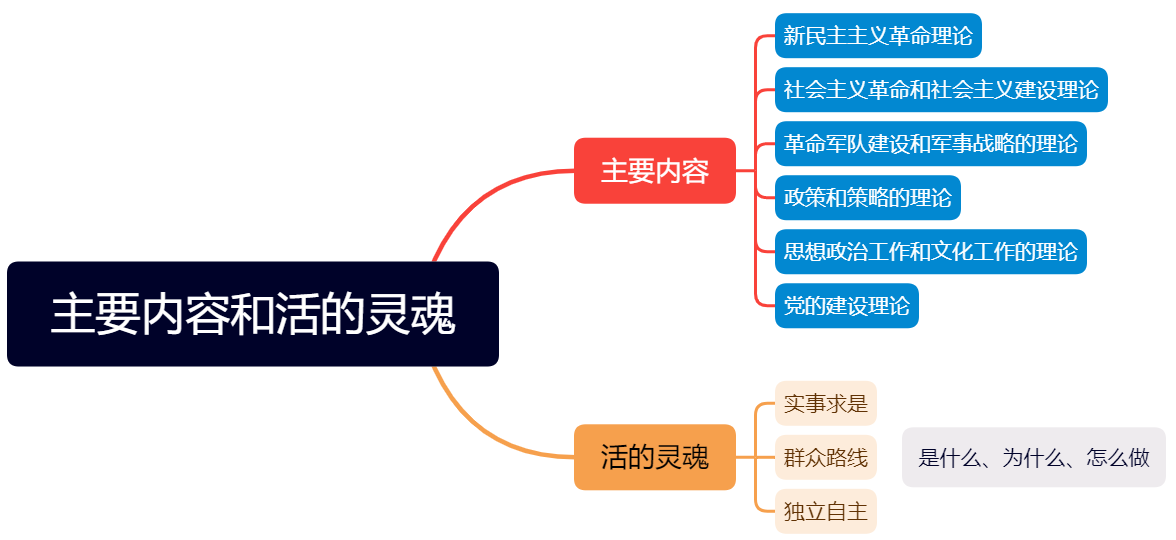 主要内容和活的灵魂
主要内容
新民主主义革命理论
社会主义革命和社会主义建设理论
革命军队建设和军事战略的理论
政策和策略的理论
思想政治工作和文化工作的理论
党的建设理论
活的灵魂
实事求是
群众路线
独立自主
是什么、为什么、怎么做